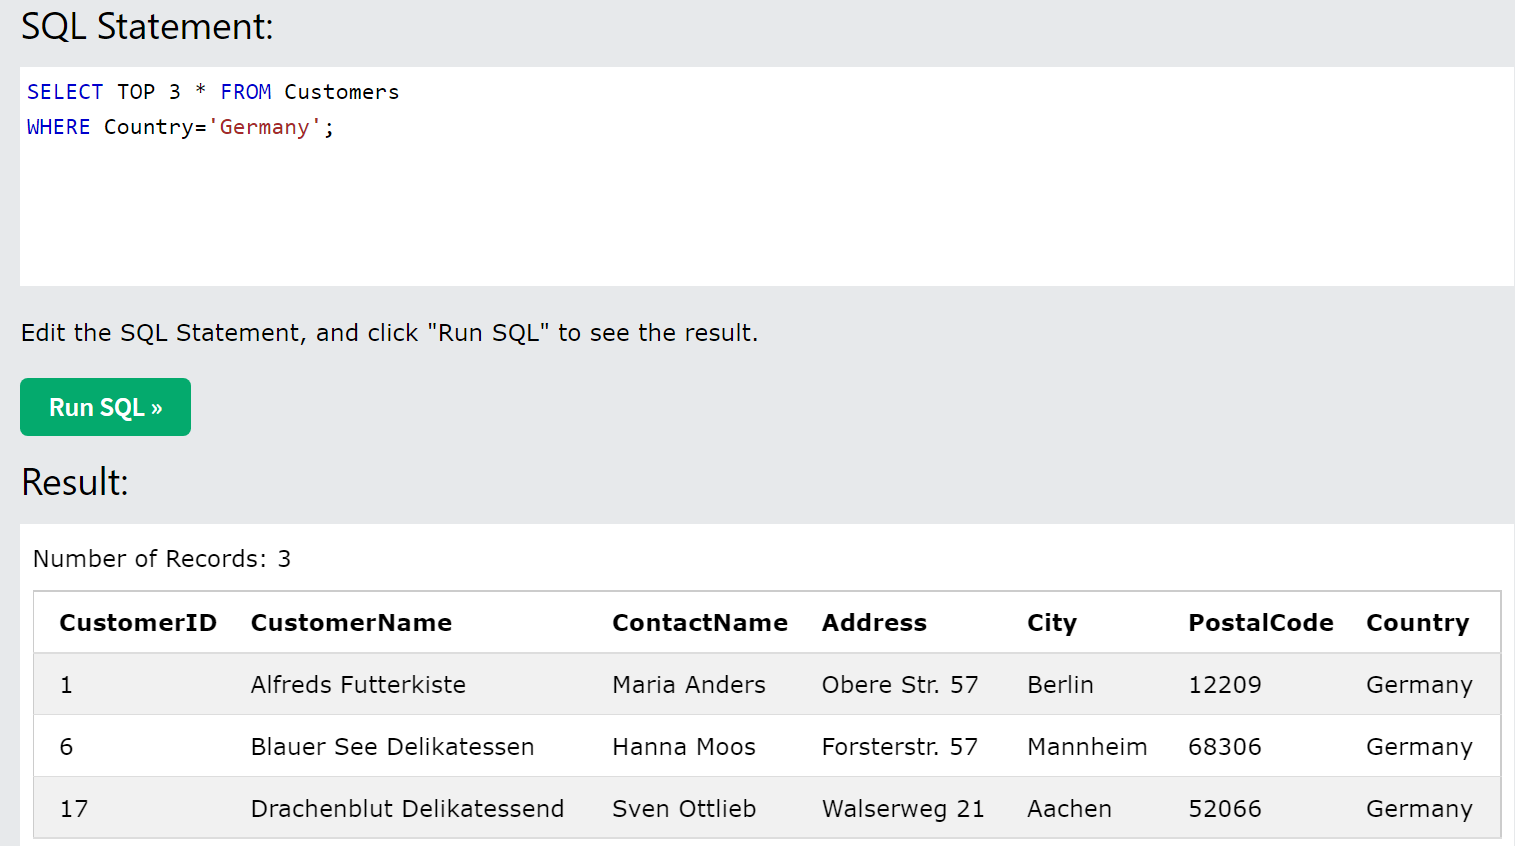 SQL Statement:
SELECT TOP 3 * FROM Customers
WHERE Country='Germany';
Edit the SQL Statement, and click "Run SQL" to see the result.
Run SQL »
Result:
Number of Records: 3
CustomerID CustomerName ContactName Address City PostalCode Country
1 Alfreds Futterkiste Maria Anders Obere Str. 57 Berlin 12209 Germany
6 Blauer See Delikatessen Hanna Moos Forsterstr. 57 Mannheim 68306 Germany
17 Drachenblut Delikatessend Sven Ottlieb Walserweg 21 Aachen 52066 Germany